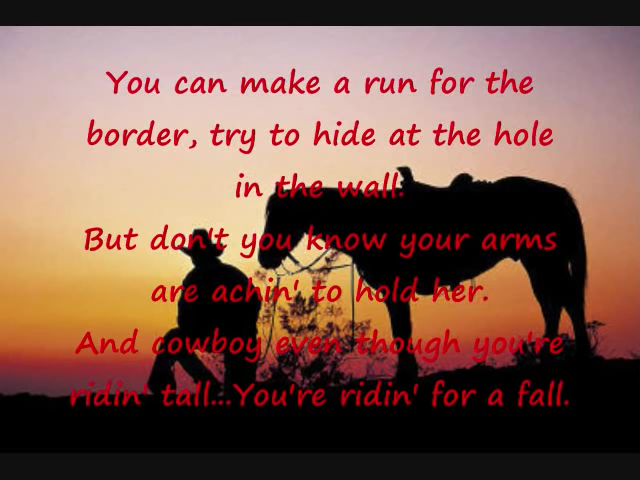 You can make a run for the
border, try to hide at the hole
in the wall.
But don't you know your arms
are achin' to hold her.
And cowboy even though you're
ridin' tall...You're ridin' for a fall.